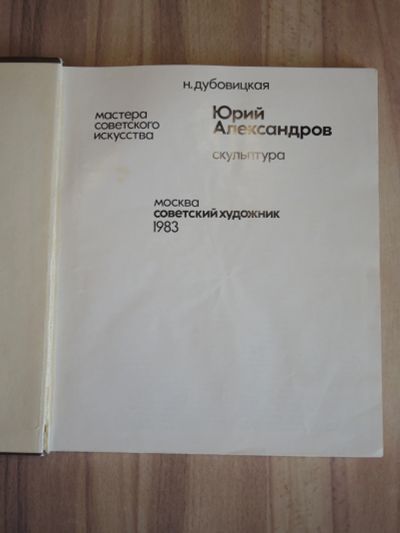 н.дубовицкая
мастера
советского
искусства
Юрий
Александров
скульптура
москва
советский художник
1983